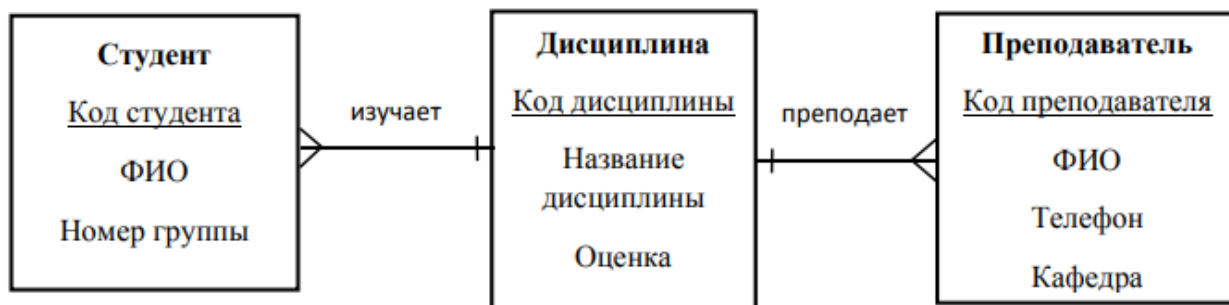 Студент
Код студента
ФИО
Номер группы
изучает
Дисциплина
Код дисциплины
Название
дисциплины
Оценка
преподает
Преподаватель
Код преподавателя
ФИО
Телефон
Кафедра